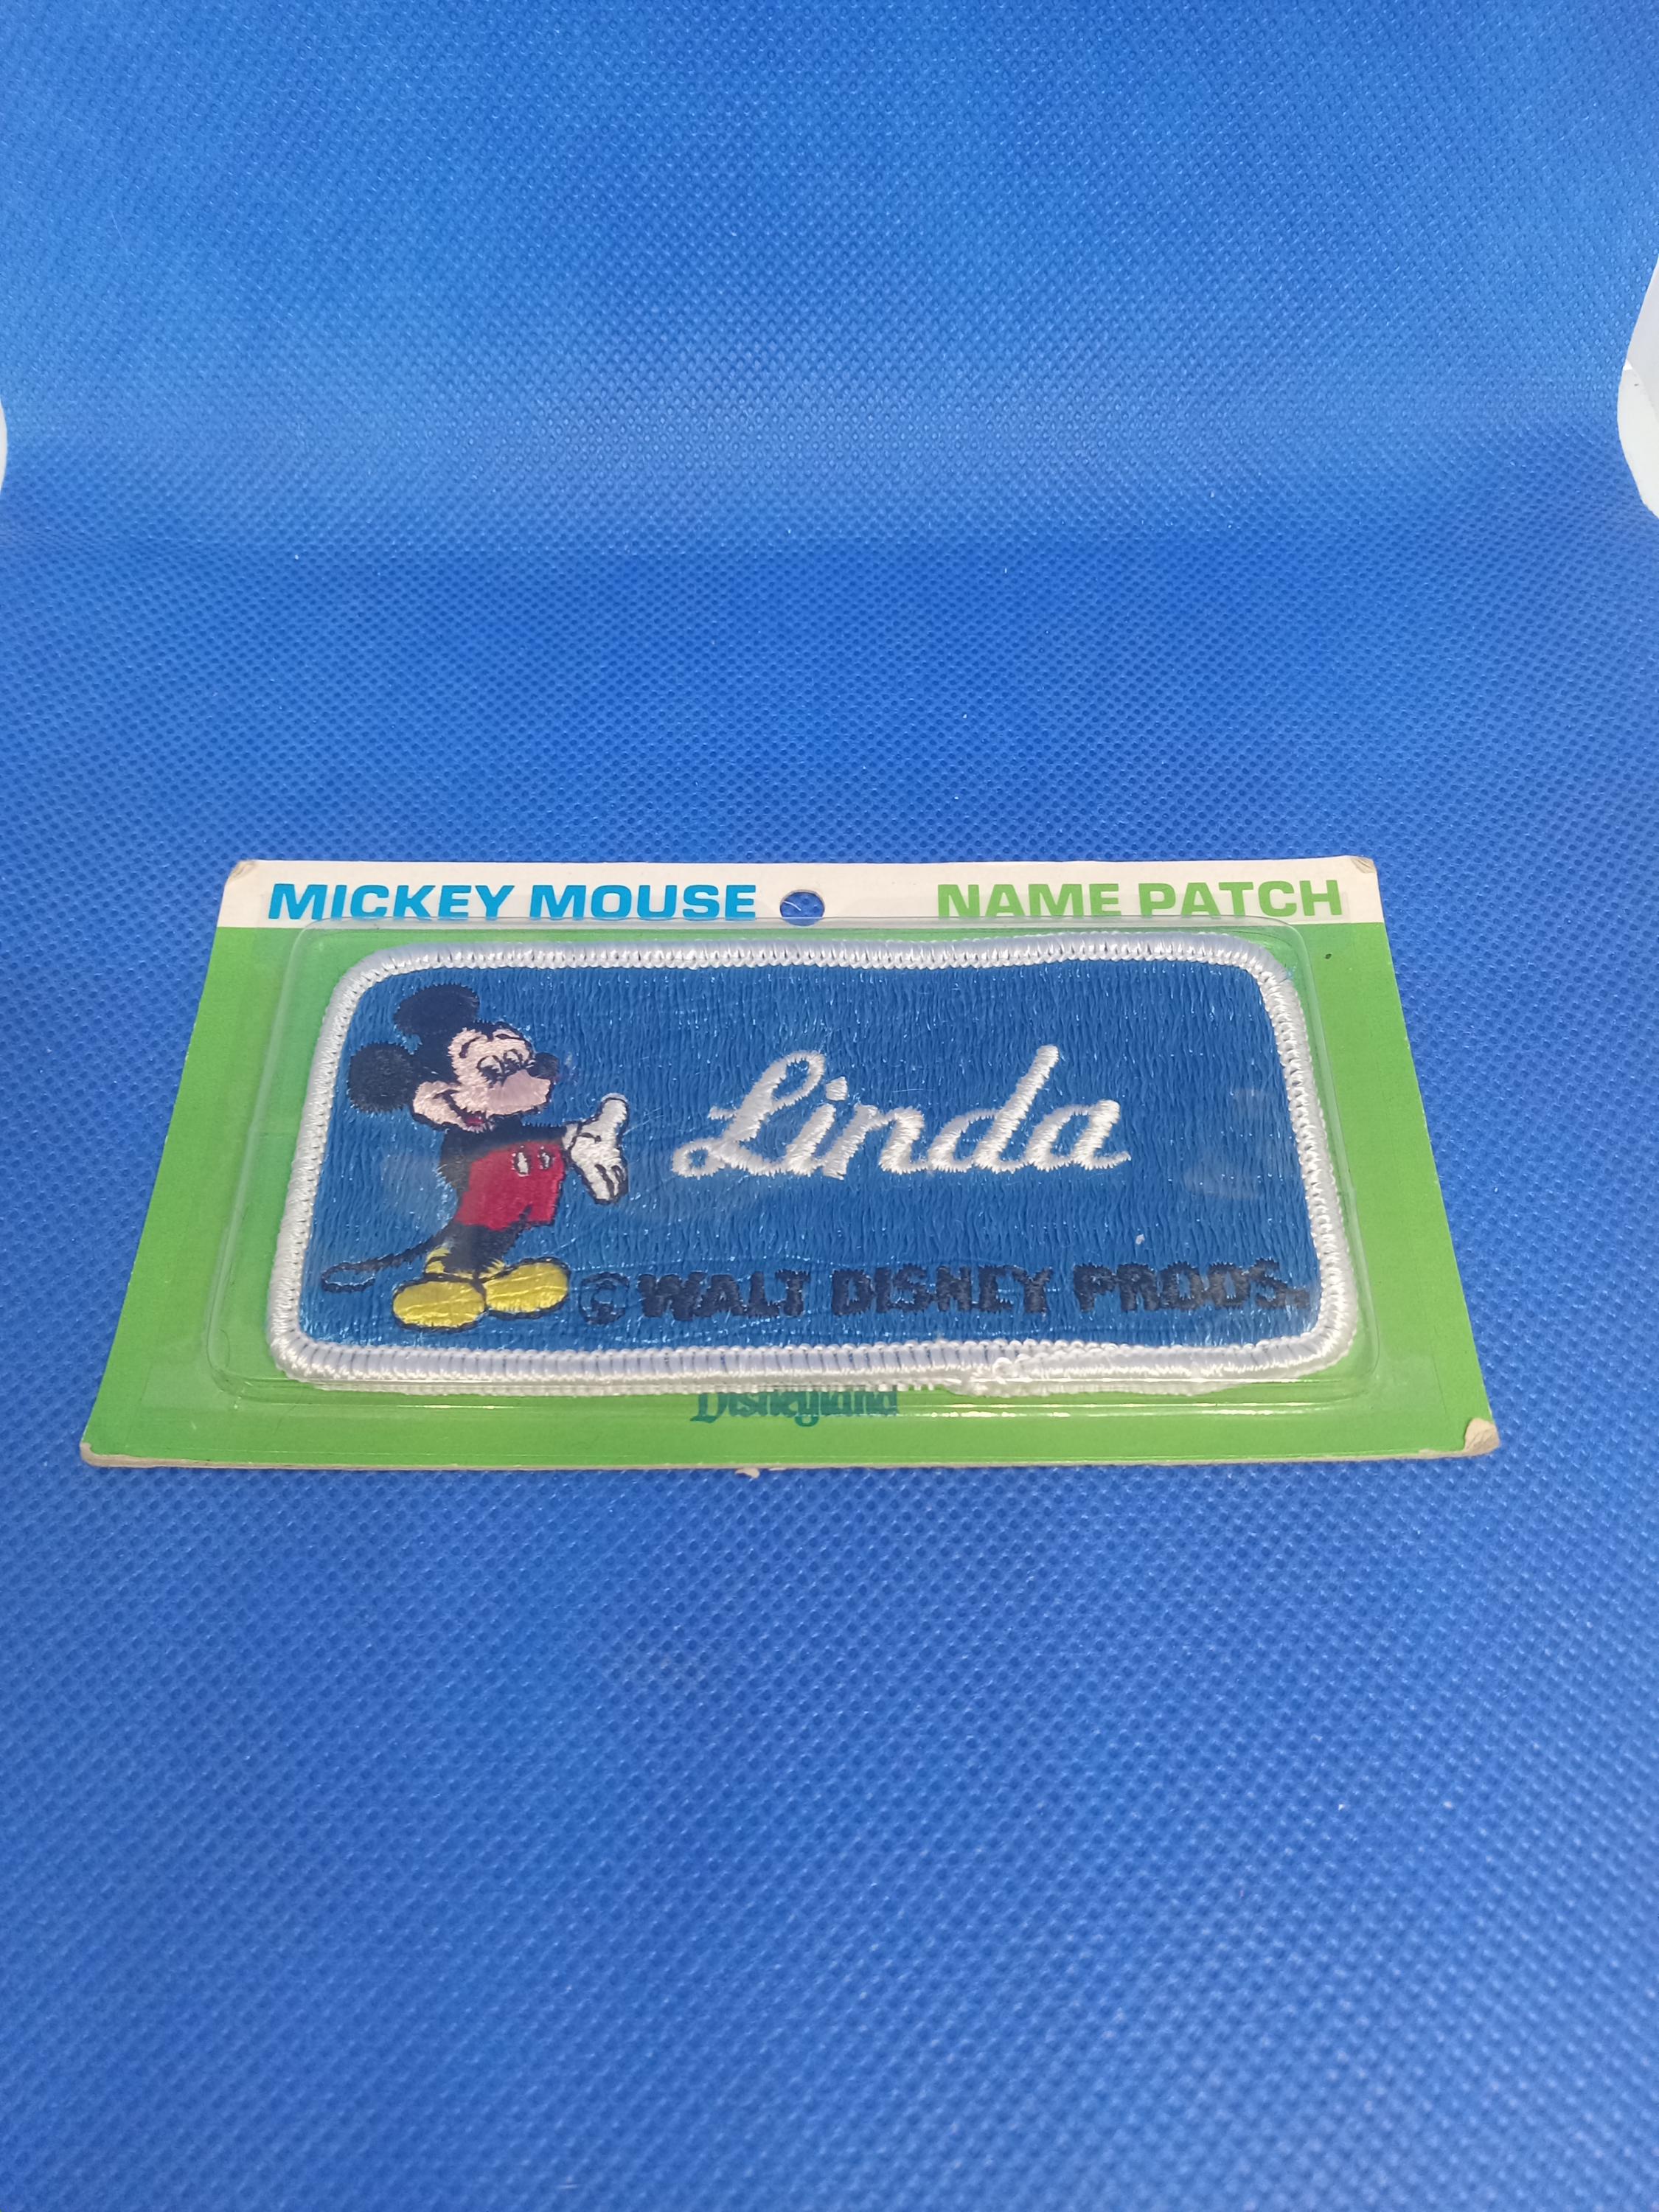 MICKEY MOUSE NAME PATCH
Linda
© WALT DISNEY PRODS.
Disneyland